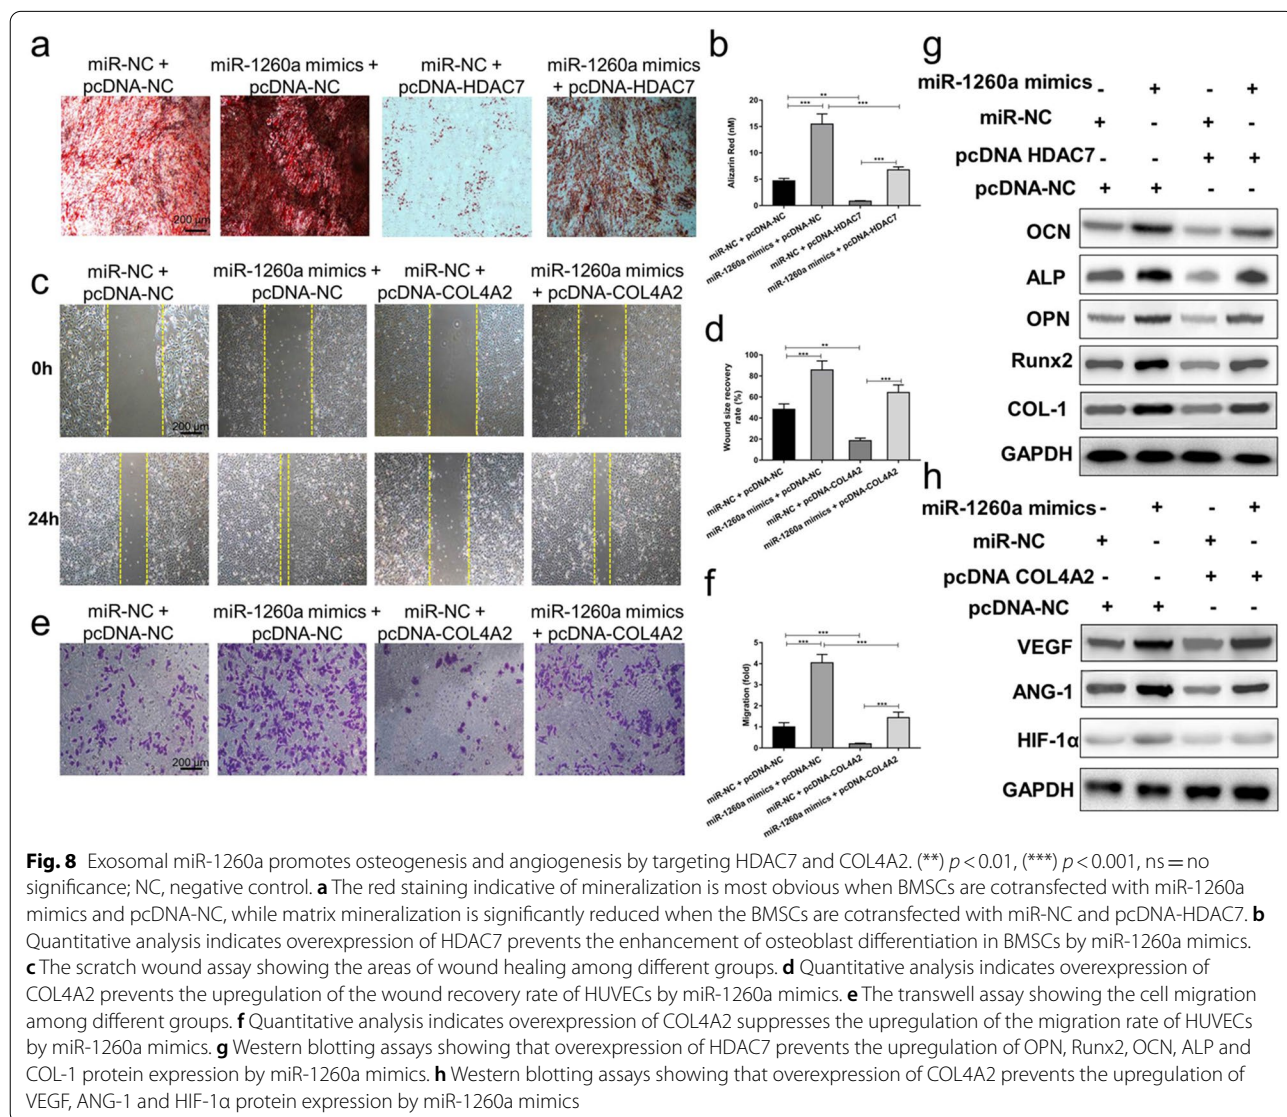 a
miR-NC +
pcDNA-NC
miR-1260a mimics +
pcDNA-NC
miR-NC +
pcDNA-HDAC7
miR-1260a mimics
+ pcDNA-HDAC7
200 μm
b
Alizarin Red (nM)
25
20
15
10
5
0
**
***
***
***
miR-NC + pcDNA-NC
miR-1260a mimics + pcDNA-NC
miR-NC + pcDNA-HDAC7
miR-1260a mimics + pcDNA-HDAC7
c
miR-NC +
pcDNA-NC
miR-1260a mimics +
pcDNA-NC
miR-NC +
pcDNA-COL4A2
miR-1260a mimics
+ pcDNA-COL4A2
0h
200 μm
24h
d
Wound size recovery
rate (%)
100
80
60
40
20
0
**
***
***
miR-NC + pcDNA-NC
miR-1260a mimics + pcDNA-NC
miR-NC + pcDNA-COL4A2
miR-1260a mimics + pcDNA-COL4A2
e
miR-NC +
pcDNA-NC
miR-1260a mimics +
pcDNA-NC
miR-NC +
pcDNA-COL4A2
miR-1260a mimics
+ pcDNA-COL4A2
200 μm
f
Migration (fold)
5
4
3
2
1
0
***
***
***
***
miR-NC + pcDNA-NC
miR-1260a mimics + pcDNA-NC
miR-NC + pcDNA-COL4A2
miR-1260a mimics + pcDNA-COL4A2
g
miR-1260a mimics - + - +
miR-NC + - + -
pcDNA HDAC7 - - + +
pcDNA-NC + + - -
OCN
ALP
OPN
Runx2
COL-1
GAPDH
h
miR-1260a mimics - + - +
miR-NC + - + -
pcDNA COL4A2 - - + +
pcDNA-NC + + - -
VEGF
ANG-1
HIF-1α
GAPDH
Fig. 8 Exosomal miR-1260a promotes osteogenesis and angiogenesis by targeting HDAC7 and COL4A2. (**) p < 0.01, (***) p < 0.001, ns = no
significance; NC, negative control. a The red staining indicative of mineralization is most obvious when BMSCs are cotransfected with miR-1260a
mimics and pcDNA-NC, while matrix mineralization is significantly reduced when the BMSCs are cotransfected with miR-NC and pcDNA-HDAC7. b
Quantitative analysis indicates overexpression of HDAC7 prevents the enhancement of osteoblast differentiation in BMSCs by miR-1260a mimics.
c The scratch wound assay showing the areas of wound healing among different groups. d Quantitative analysis indicates overexpression of
COL4A2 prevents the upregulation of the wound recovery rate of HUVECs by miR-1260a mimics. e The transwell assay showing the cell migration
among different groups. f Quantitative analysis indicates overexpression of COL4A2 suppresses the upregulation of the migration rate of HUVECs
by miR-1260a mimics. g Western blotting assays showing that overexpression of HDAC7 prevents the upregulation of OPN, Runx2, OCN, ALP and
COL-1 protein expression by miR-1260a mimics. h Western blotting assays showing that overexpression of COL4A2 prevents the upregulation of
VEGF, ANG-1 and HIF-1α protein expression by miR-1260a mimics